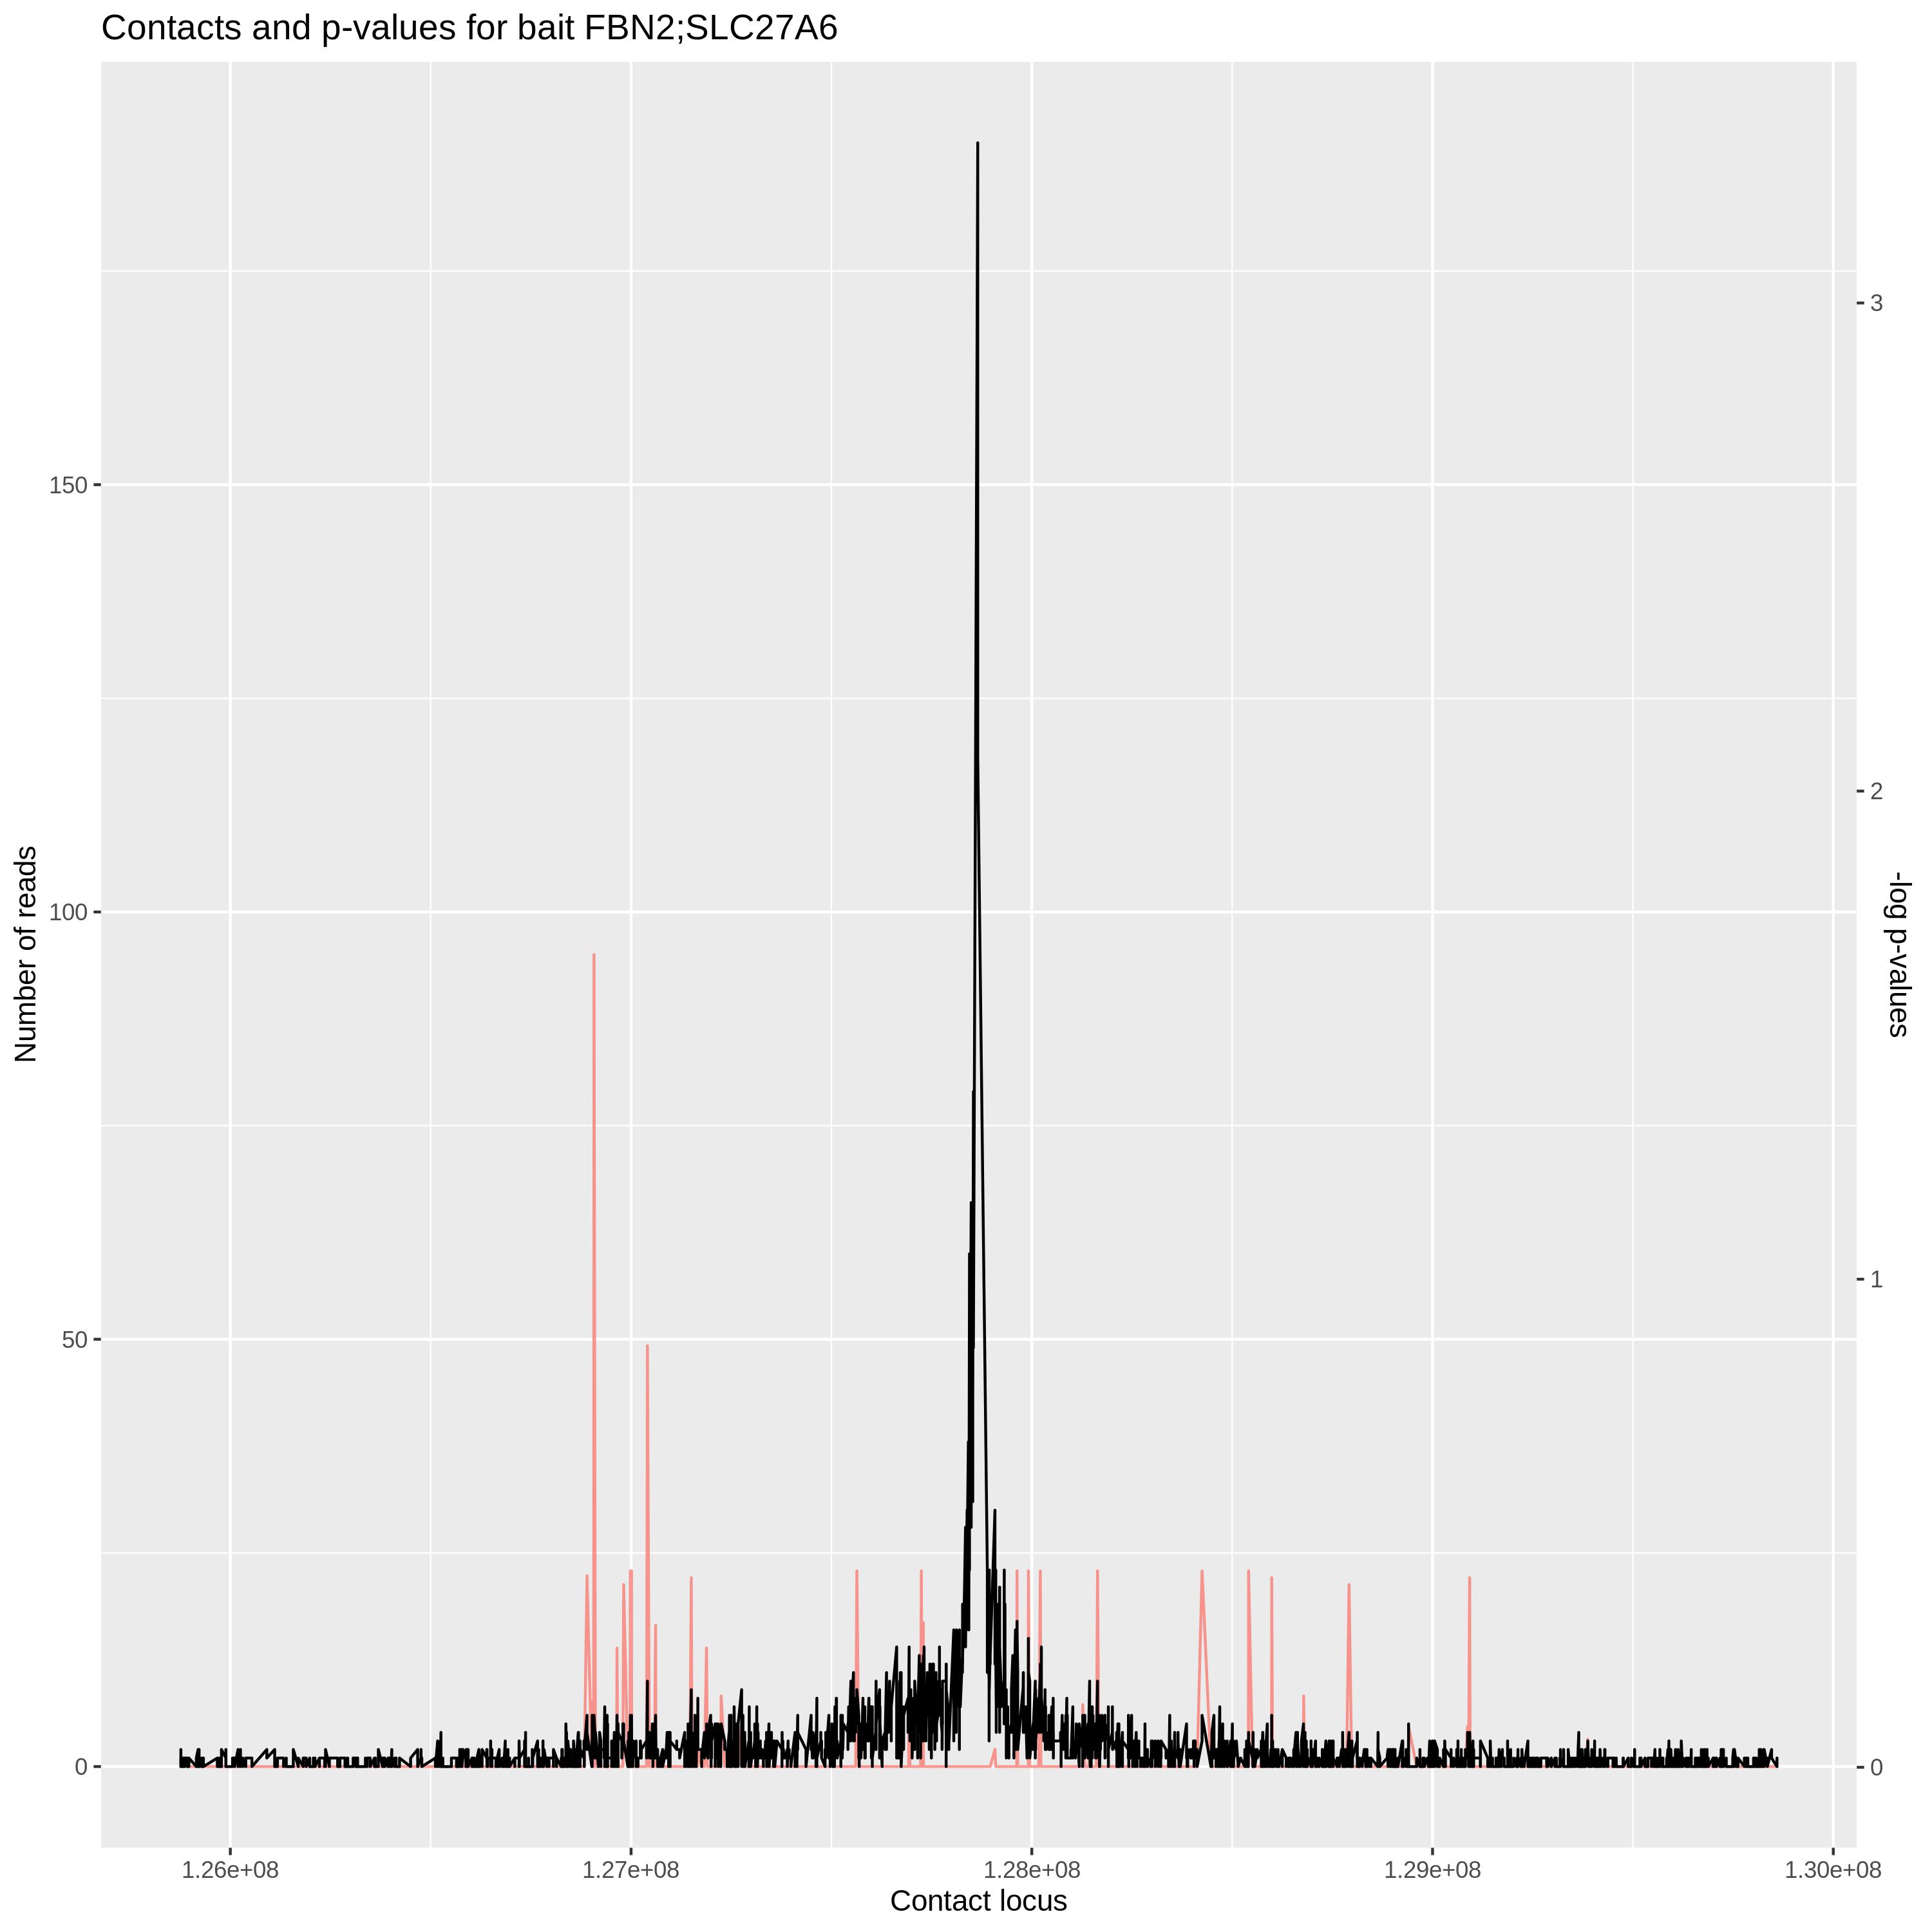 Contacts and p-values for bait FBN2;SLC27A6
Number of reads
150
100
50
0
3
2
1
0
-log p-values
1.26e+08
1.27e+08
1.28e+08
1.29e+08
1.30e+08
Contact locus